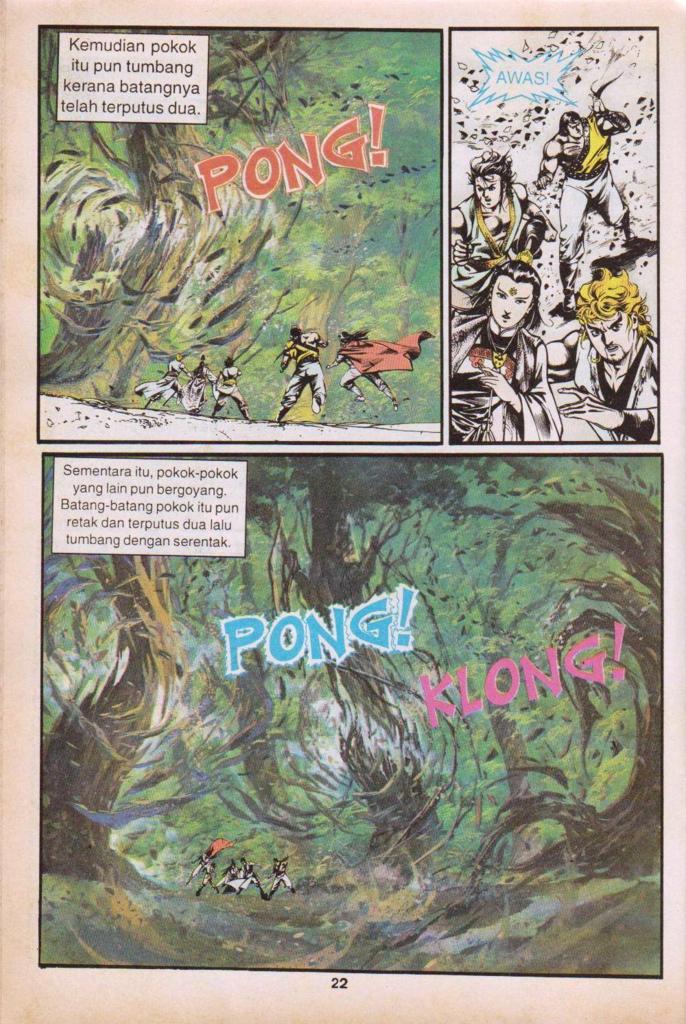 Kemudian pokok
itu pun tumbang
kerana batangnya
telah terputus dua.
PONG!
AWAS!
Sementara itu, pokok-pokok
yang lain pun bergoyang.
Batang-batang pokok itu pun
retak dan terputus dua lalu
tumbang dengan serentak.
PONG!
KLONG!
22